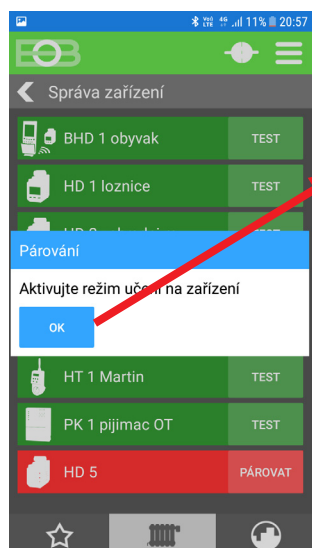 11% 20:57
EOB
Správa zařízení
BHD 1 obyvak TEST
HD 1 loznice TEST
Párování
Aktivujte režim učení na zařízení
OK
HT 1 Martin TEST
PK 1 pijimac OT TEST
HD 5 PÁROVAT